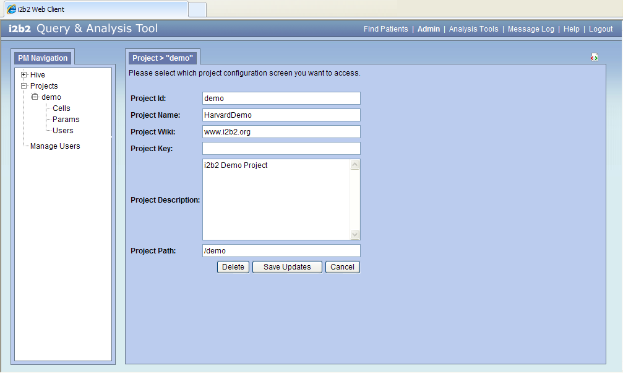 i2b2 Web Client
i2b2 Query & Analysis Tool
Find Patients | Admin | Analysis Tools | Message Log | Help | Logout
PM Navigation
Hive
Projects
demo
Cells
Params
Users
Manage Users
Project > "demo"
Please select which project configuration screen you want to access.
Project Id: demo
Project Name: HarvardDemo
Project Wiki: www.i2b2.org
Project Key:
Project Description: i2b2 Demo Project
Project Path: /demo
Delete Save Updates Cancel